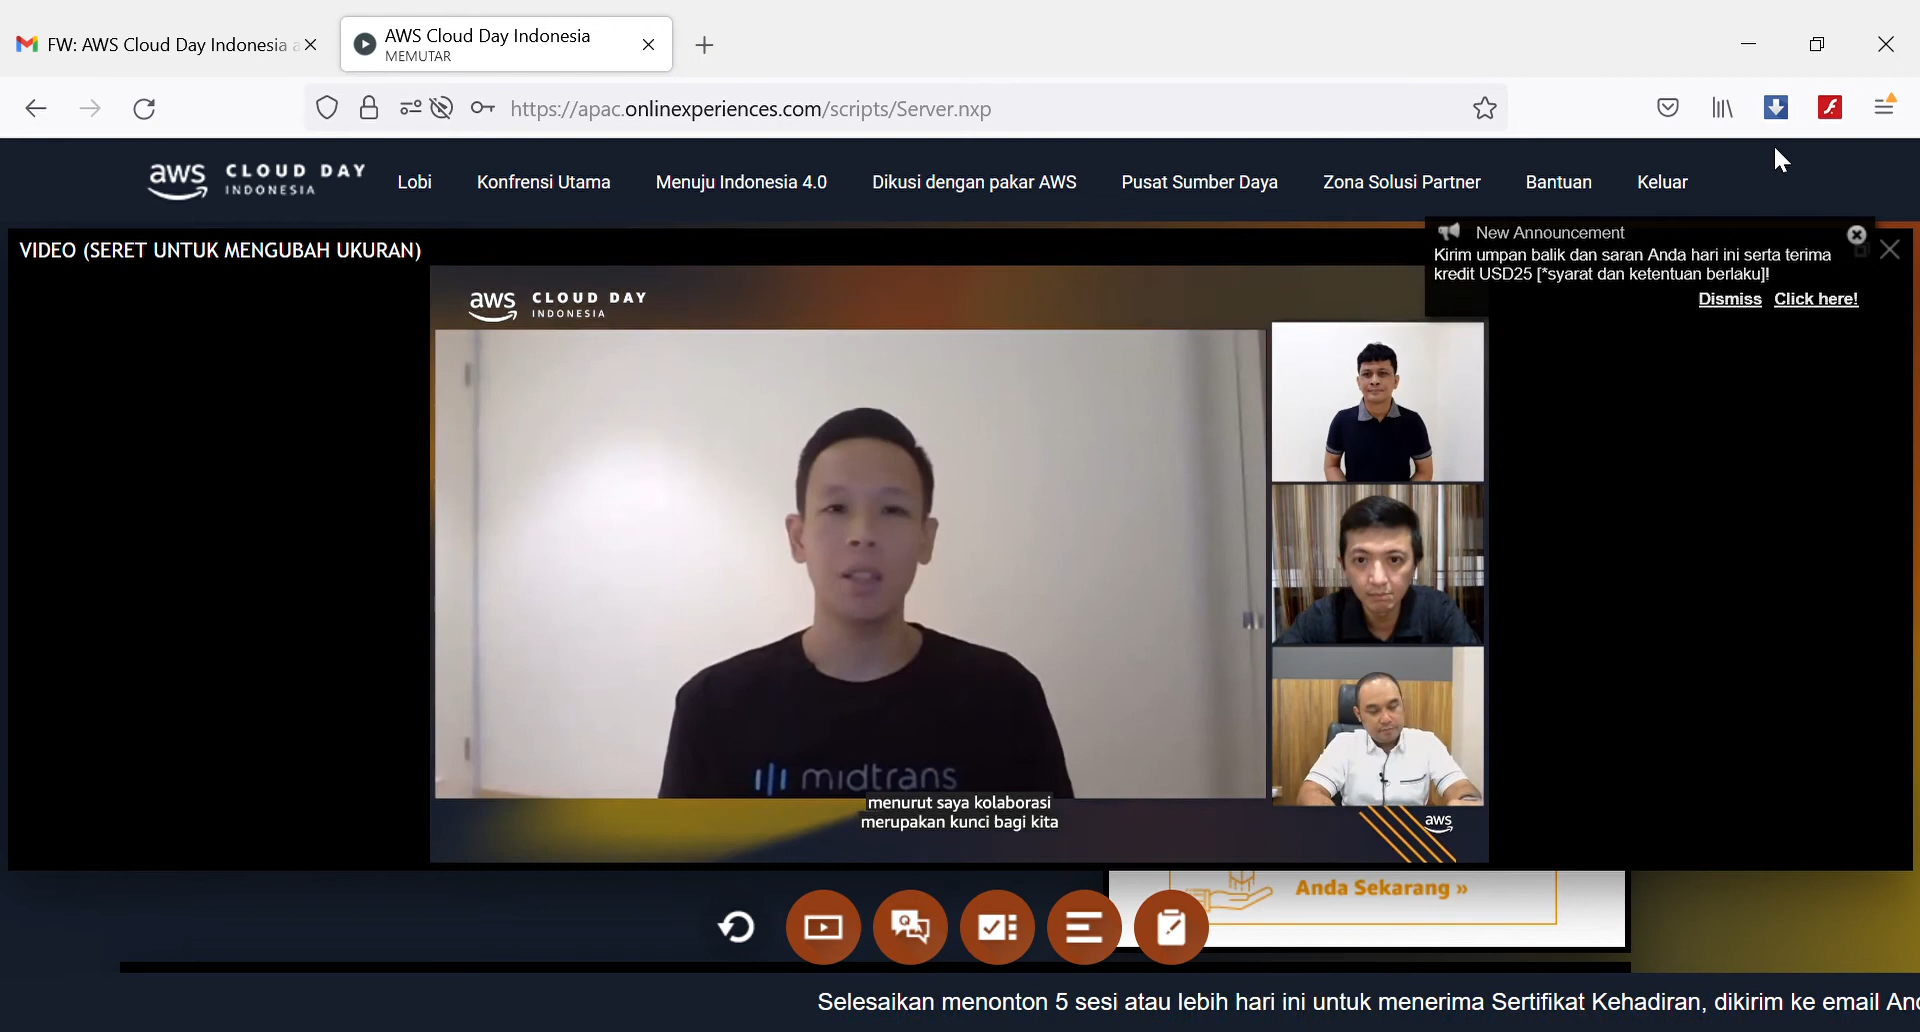 FW: AWS Cloud Day Indonesia
AWS Cloud Day Indonesia
MEMUTAR
https://apac.onlinexperiences.com/scripts/Server.nxp
aws CLOUD DAY
INDONESIA
Lobi
Konfrensi Utama
Menuju Indonesia 4.0
Dikusi dengan pakar AWS
Pusat Sumber Daya
Zona Solusi Partner
Bantuan
Keluar
VIDEO (SERET UNTUK MENGUBAH UKURAN)
New Announcement
Kirim umpan balik dan saran Anda hari ini serta terima
kredit USD25 [*syarat dan ketentuan berlaku]!
Dismiss Click here!
aws CLOUD DAY
INDONESIA
midtrans
menurut saya kolaborasi
merupakan kunci bagi kita
aws
Anda Sekarang »
Selesaikan menonton 5 sesi atau lebih hari ini untuk menerima Sertifikat Kehadiran, dikirim ke email